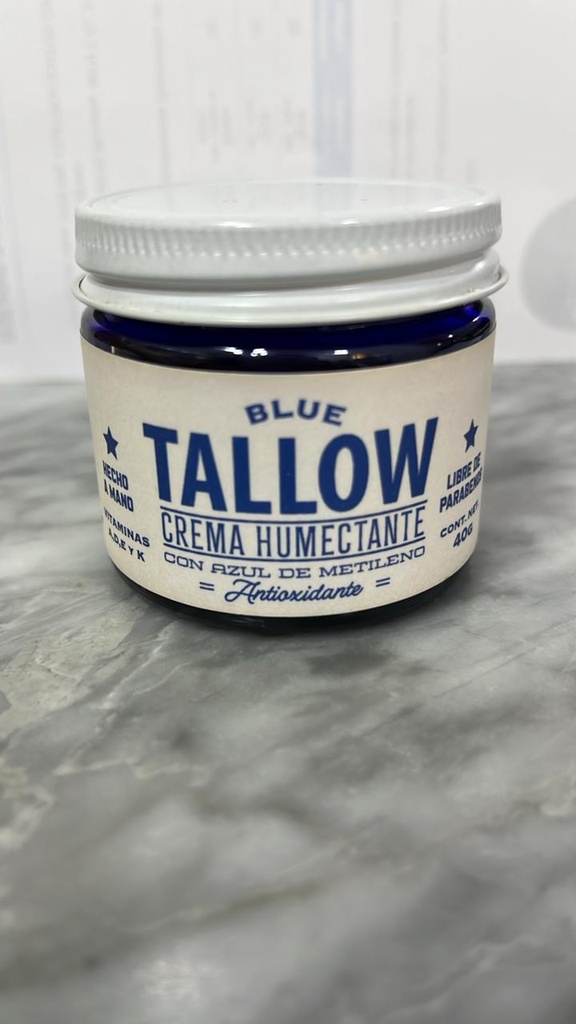 BLUE
TALLOW
CREMA HUMECTANTE
CON AZUL DE METILENO
= Antioxidante =
HECHO
A MANO
VITAMINAS
A,D,E y K
LIBRE DE
PARABENOS
CONT. NET.
40G